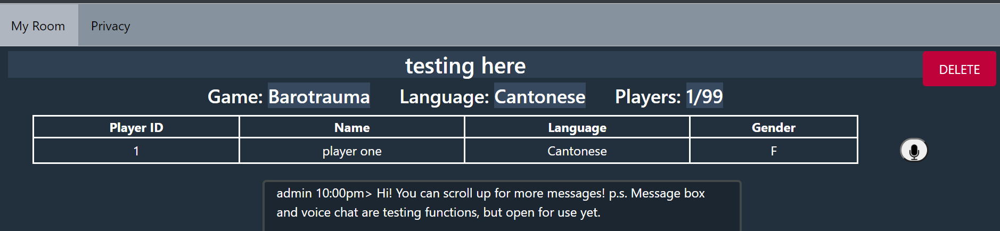 My Room Privacy
testing here
DELETE
Game: Barotrauma Language: Cantonese Players: 1/99
Player ID Name Language Gender
1 player one Cantonese F
admin 10:00pm> Hi! You can scroll up for more messages! p.s. Message box
and voice chat are testing functions, but open for use yet.